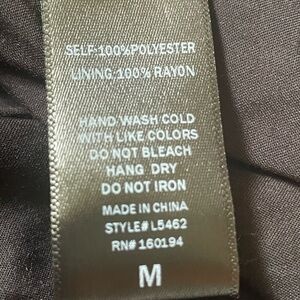 SELF:100%POLYESTER
LINING:100% RAYON
HAND WASH COLD
WITH LIKE COLORS
DO NOT BLEACH
HANG DRY
DO NOT IRON
MADE IN CHINA
STYLE# L5462
RN# 160194
M